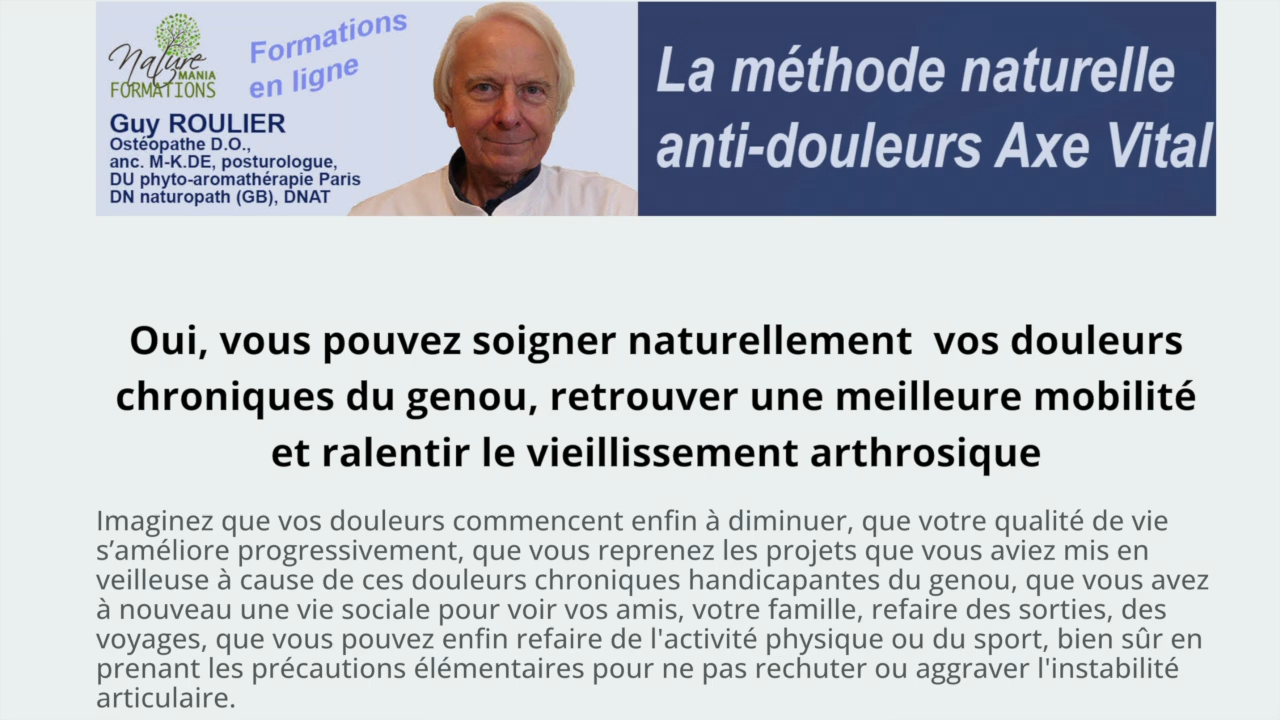 Nature
MANIA
FORMATIONS
Formations
en ligne
Guy ROULIER
Ostéopathe D.O.,
anc. M-K.DE, posturologue,
DU phyto-aromathérapie Paris
DN naturopath (GB), DNAT
La méthode naturelle
anti-douleurs Axe Vital
Oui, vous pouvez soigner naturellement  vos douleurs
chroniques du genou, retrouver une meilleure mobilité
et ralentir le vieillissement arthrosique
Imaginez que vos douleurs commencent enfin à diminuer, que votre qualité de vie
s’améliore progressivement, que vous reprenez les projets que vous aviez mis en
veilleuse à cause de ces douleurs chroniques handicapantes du genou, que vous avez
à nouveau une vie sociale pour voir vos amis, votre famille, refaire des sorties, des
voyages, que vous pouvez enfin refaire de l'activité physique ou du sport, bien sûr en
prenant les précautions élémentaires pour ne pas rechuter ou aggraver l'instabilité
articulaire.